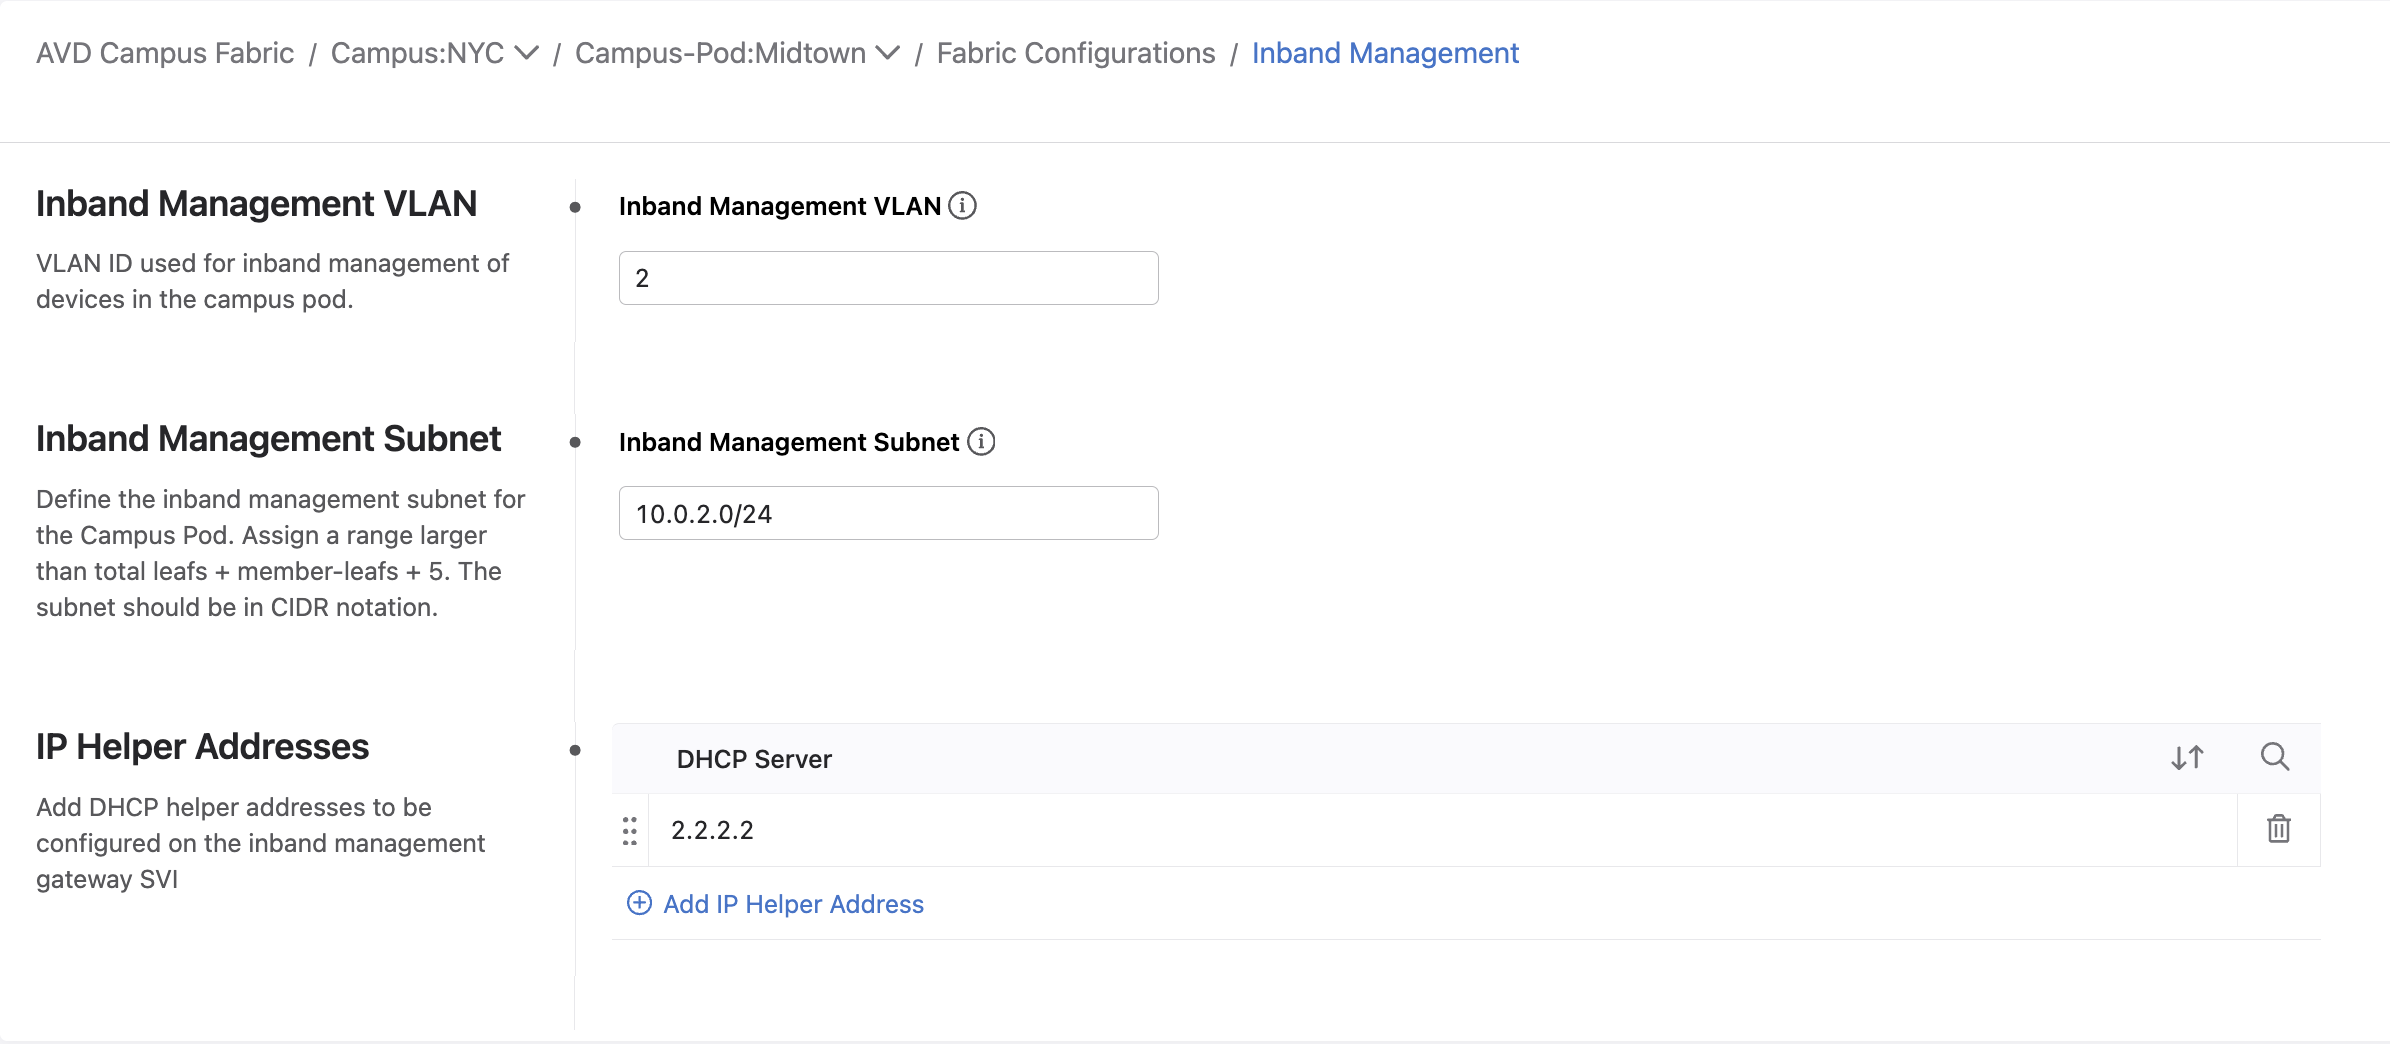 AVD Campus Fabric / Campus:NYC / Campus-Pod:Midtown / Fabric Configurations / Inband Management
Inband Management VLAN
VLAN ID used for inband management of
devices in the campus pod.
Inband Management VLAN
2
Inband Management Subnet
Define the inband management subnet for
the Campus Pod. Assign a range larger
than total leafs + member-leafs + 5. The
subnet should be in CIDR notation.
Inband Management Subnet
10.0.2.0/24
IP Helper Addresses
Add DHCP helper addresses to be
configured on the inband management
gateway SVI
DHCP Server
2.2.2.2
Add IP Helper Address